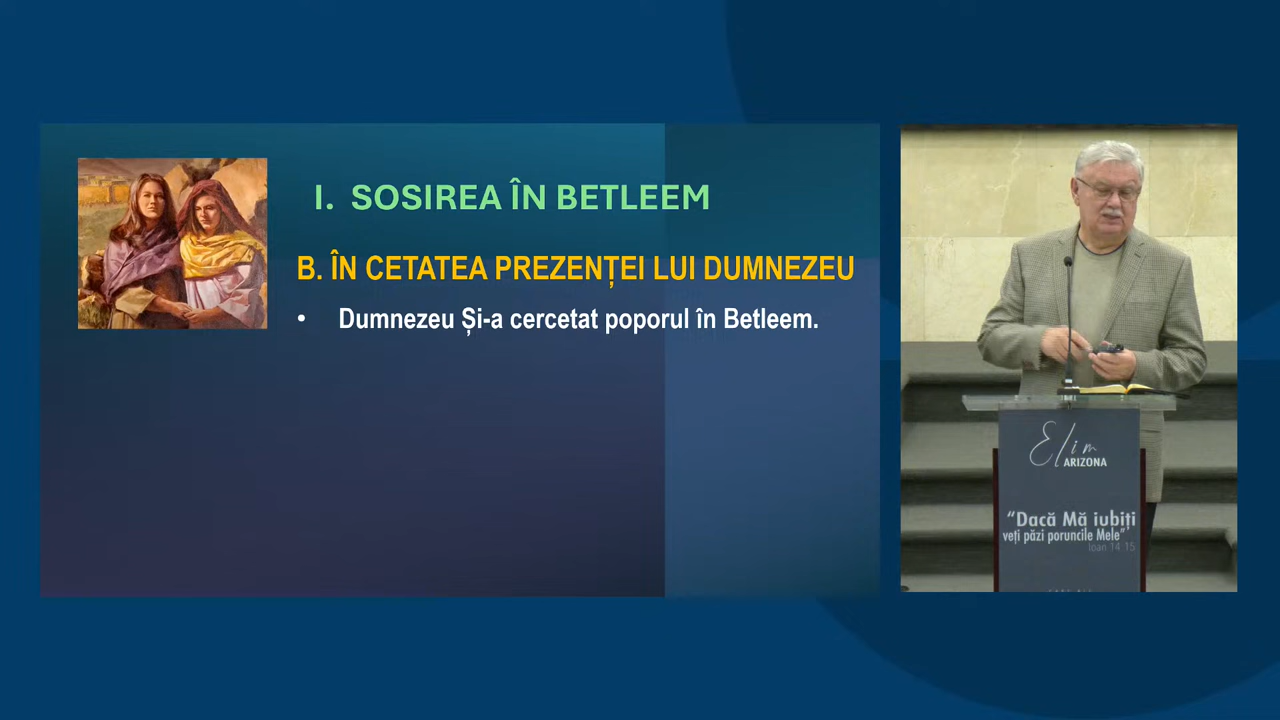 I. SOSIREA ÎN BETLEEM
B. ÎN CETATEA PREZENȚEI LUI DUMNEZEU
• Dumnezeu Și-a cercetat poporul în Betleem.
Elim
ARIZONA
“Dacă Mă iubiți
veți păzi poruncile Mele”
Ioan 14:15